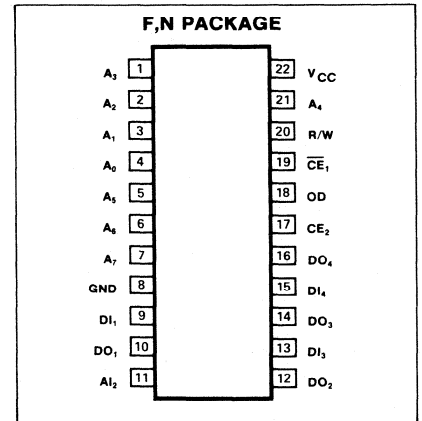 F,N PACKAGE
A₃ 1 22 V_CC
A₂ 2 21 A₄
A₁ 3 20 R/W
A₀ 4 19 C̅E̅₁
A₅ 5 18 OD
A₆ 6 17 CE₂
A₇ 7 16 DO₄
GND 8 15 DI₄
DI₁ 9 14 DO₃
DO₁ 10 13 DI₃
AI₂ 11 12 DO₂